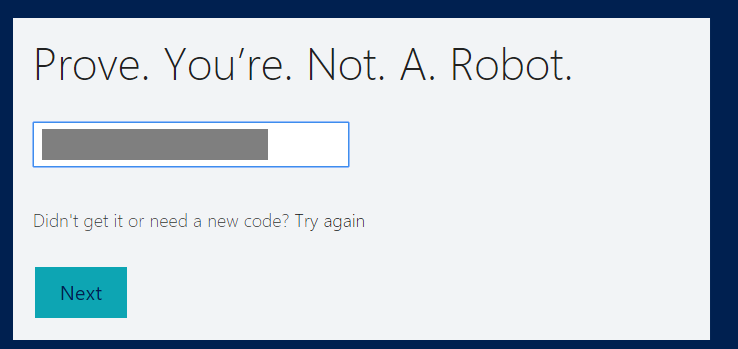 Prove. You’re. Not. A. Robot.
Didn't get it or need a new code? Try again
Next